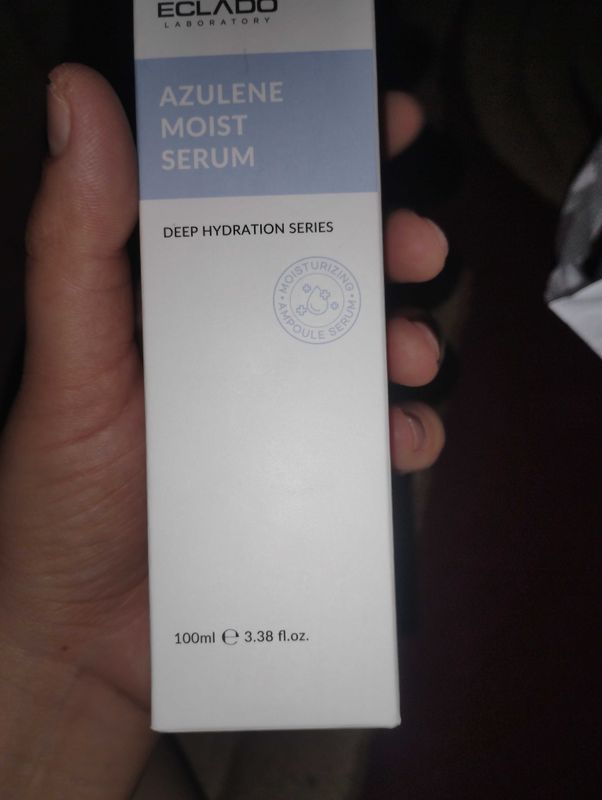 ECLADO
LABORATORY
AZULENE
MOIST
SERUM
DEEP HYDRATION SERIES
• MOISTURIZING •
AMPOULE SERUM
100ml ℮ 3.38 fl.oz.